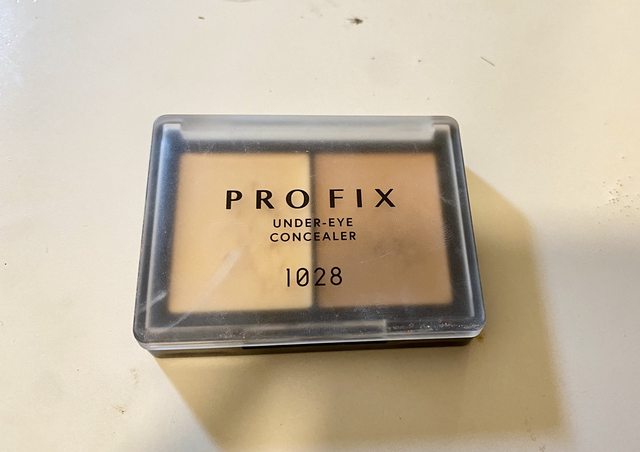 PRO FIX
UNDER-EYE
CONCEALER
1028